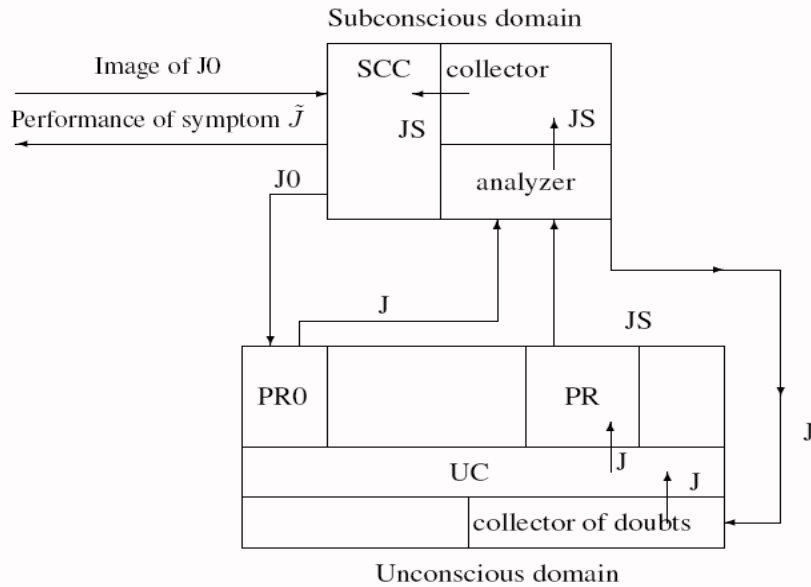 Subconscious domain
Image of J0
SCC
collector
Performance of symptom J̃
JS
JS
analyzer
J0
J
JS
PR0
PR
J
UC
J
J
collector of doubts
Unconscious domain